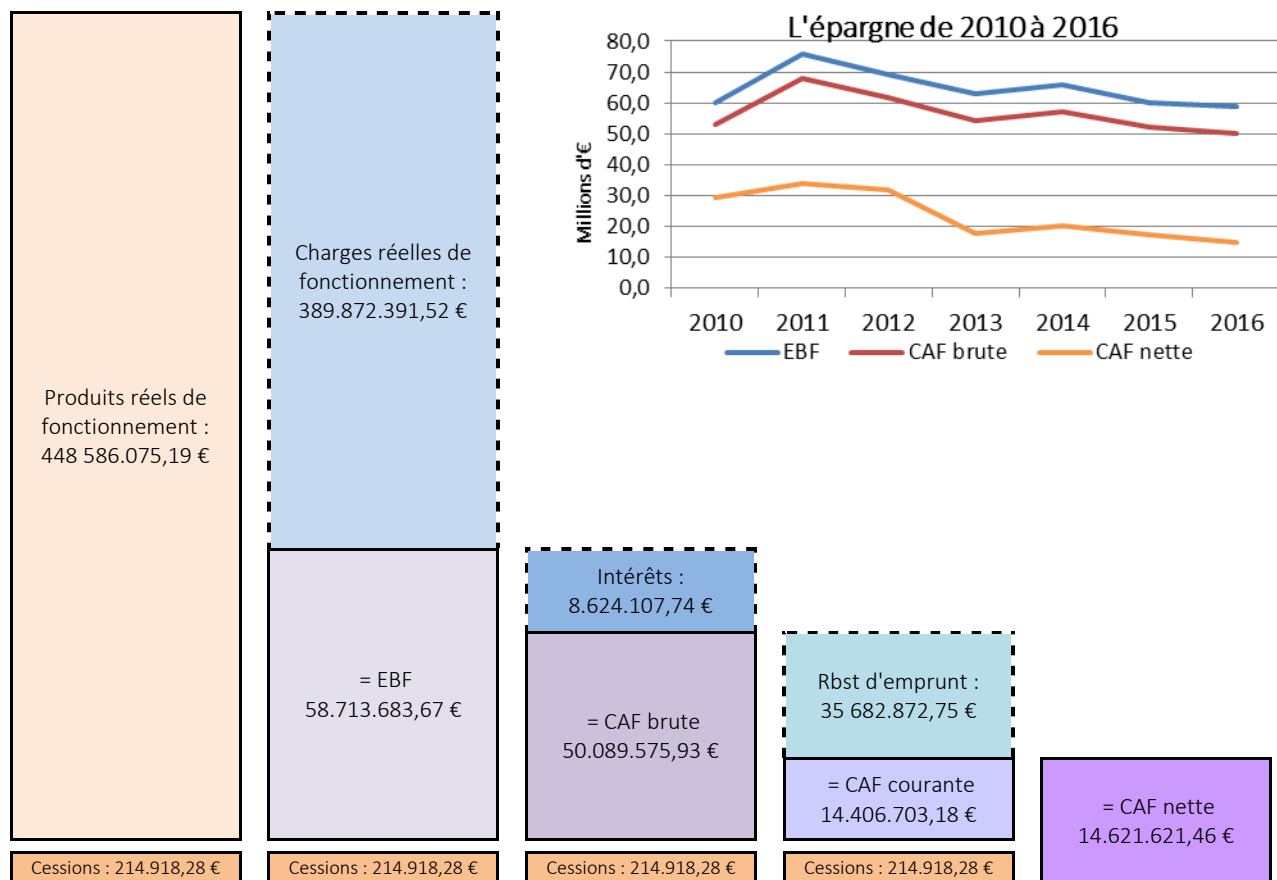 L'épargne de 2010 à 2016
Millions d'€
80,0
70,0
60,0
50,0
40,0
30,0
20,0
10,0
0,0
2010 2011 2012 2013 2014 2015 2016
EBF CAF brute CAF nette
Produits réels de
fonctionnement :
448 586.075,19 €
Charges réelles de
fonctionnement :
389.872.391,52 €
= EBF
58.713.683,67 €
Intérêts :
8.624.107,74 €
= CAF brute
50.089.575,93 €
Rbst d'emprunt :
35 682.872,75 €
= CAF courante
14.406.703,18 €
= CAF nette
14.621.621,46 €
Cessions : 214.918,28 €
Cessions : 214.918,28 €
Cessions : 214.918,28 €
Cessions : 214.918,28 €